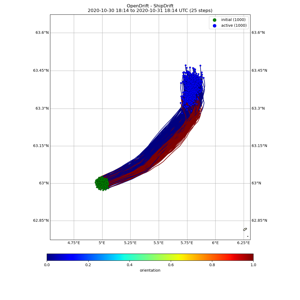 OpenDrift - ShipDrift
2020-10-30 18:14 to 2020-10-31 18:14 UTC (25 steps)
initial (1000)
active (1000)
63.6°N 63.6°N
63.45°N 63.45°N
63.3°N 63.3°N
63.15°N 63.15°N
63°N 63°N
62.85°N 62.85°N
4.75°E 5°E 5.25°E 5.5°E 5.75°E 6°E 6.25°E
0.0 0.2 0.4 0.6 0.8 1.0
orientation